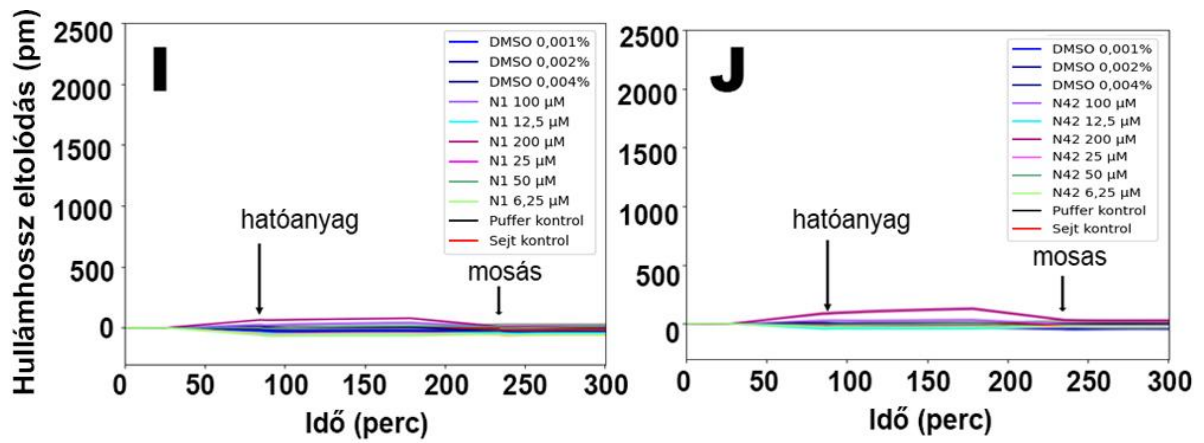 Hullámhossz eltolódás (pm)
I
2500
2000
1500
1000
500
0
DMSO 0,001%
DMSO 0,002%
DMSO 0,004%
N1 100 µM
N1 12,5 µM
N1 200 µM
N1 25 µM
N1 50 µM
N1 6,25 µM
Puffer kontrol
Sejt kontrol
hatóanyag
mosás
0 50 100 150 200 250 300
Idő (perc)
J
2500
2000
1500
1000
500
0
DMSO 0,001%
DMSO 0,002%
DMSO 0,004%
N42 100 µM
N42 12,5 µM
N42 200 µM
N42 25 µM
N42 50 µM
N42 6,25 µM
Puffer kontrol
Sejt kontrol
hatóanyag
mosas
0 50 100 150 200 250 300
Idő (perc)